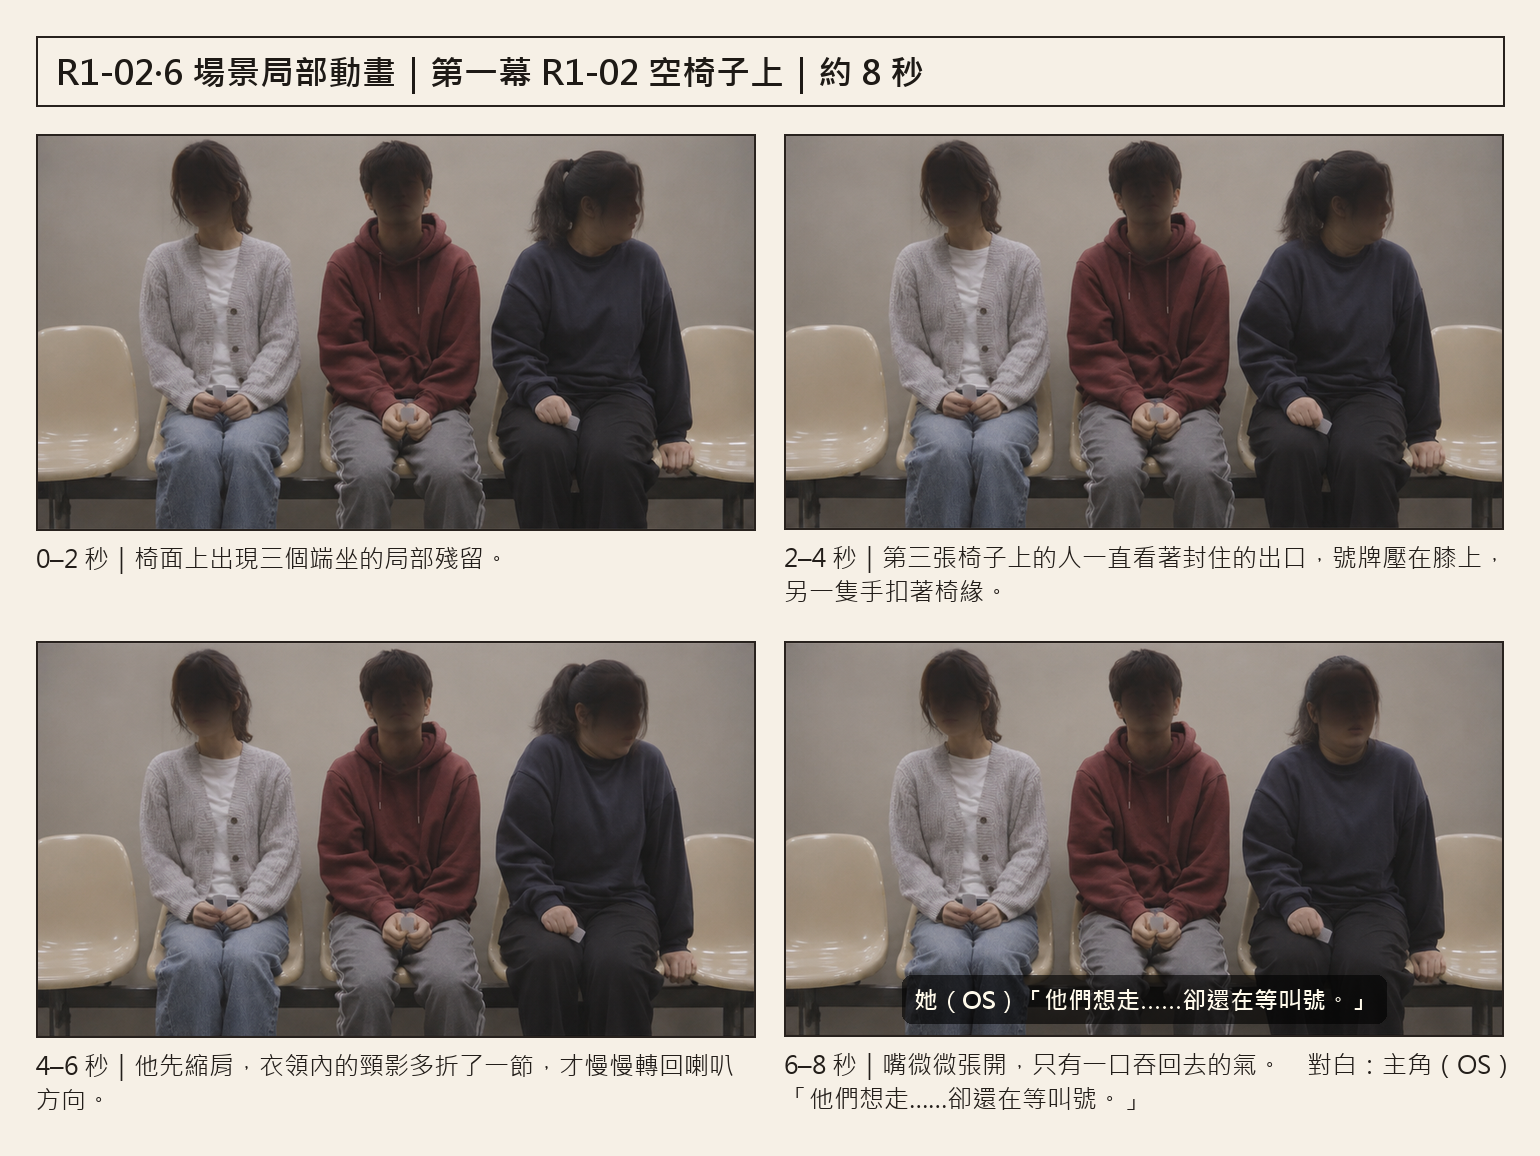 R1-02·6 場景局部動畫｜第一幕 R1-02 空椅子上｜約 8 秒
0–2 秒｜椅面上出現三個端坐的局部殘留。
2–4 秒｜第三張椅子上的人一直看著封住的出口，號牌壓在膝上，
另一隻手扣著椅緣。
4–6 秒｜他先縮肩，衣領內的頸影多折了一節，才慢慢轉回喇叭
方向。
她（OS）「他們想走……卻還在等叫號。」
6–8 秒｜嘴微微張開，只有一口吞回去的氣。　對白：主角（OS）
「他們想走……卻還在等叫號。」